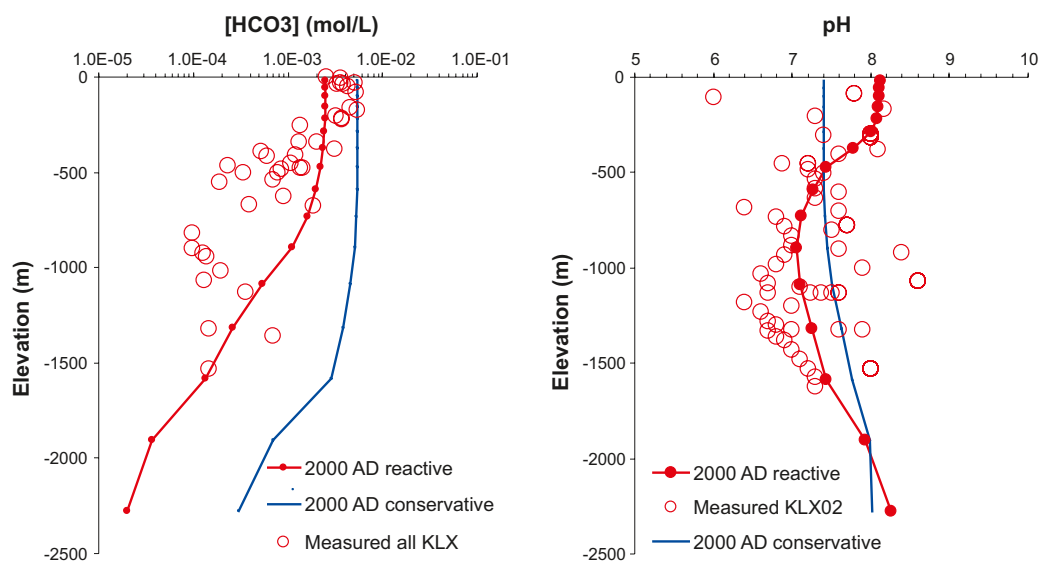 [HCO3] (mol/L)
1.0E-05 1.0E-04 1.0E-03 1.0E-02 1.0E-01
0
-500
-1000
-1500
-2000
-2500
Elevation (m)
2000 AD reactive
2000 AD conservative
Measured all KLX
pH
5 6 7 8 9 10
0
-500
-1000
-1500
-2000
-2500
Elevation (m)
2000 AD reactive
Measured KLX02
2000 AD conservative